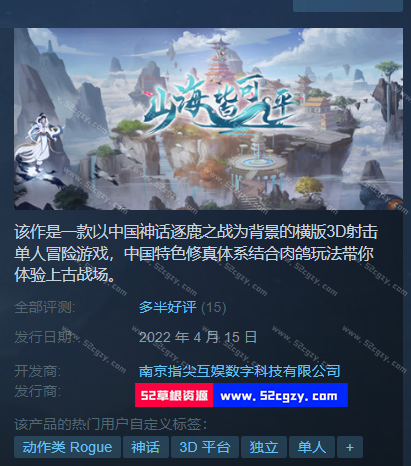 山海皆可平
该作是一款以中国神话逐鹿之战为背景的横版3D射击
单人冒险游戏，中国特色修真体系结合肉鸽玩法带你
体验上古战场。
全部评测: 多半好评 (15)
发行日期: 2022 年 4 月 15 日
开发商: 南京指尖互娱数字科技有限公司
发行商:
52草根资源 www.52cgzy.com
该产品的热门用户自定义标签：
动作类 Rogue 神话 3D 平台 独立 单人 +
www.52cgzy.com